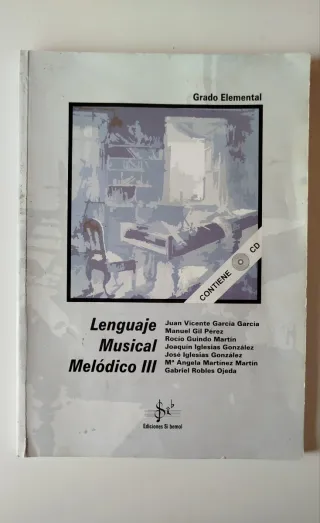 Grado Elemental
CONTIENE CD
Lenguaje
Musical
Melódico III
Juan Vicente García García
Manuel Gil Pérez
Rocío Guindo Martín
Joaquín Iglesias González
José Iglesias González
Mª Angela Martínez Martín
Gabriel Robles Ojeda
Ediciones Si bemol